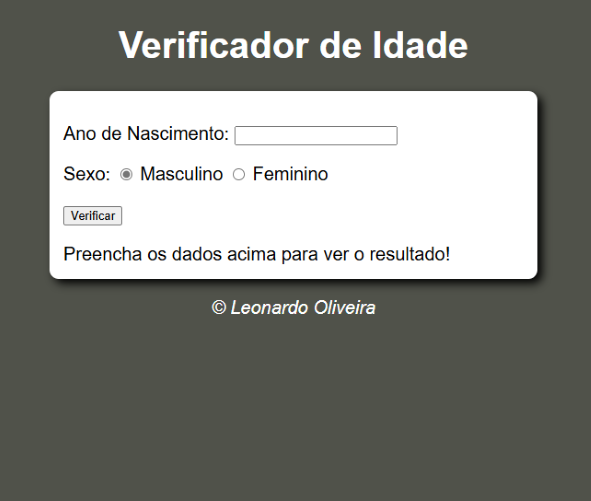 Verificador de Idade
Ano de Nascimento:
Sexo: Masculino Feminino
Verificar
Preencha os dados acima para ver o resultado!
© Leonardo Oliveira